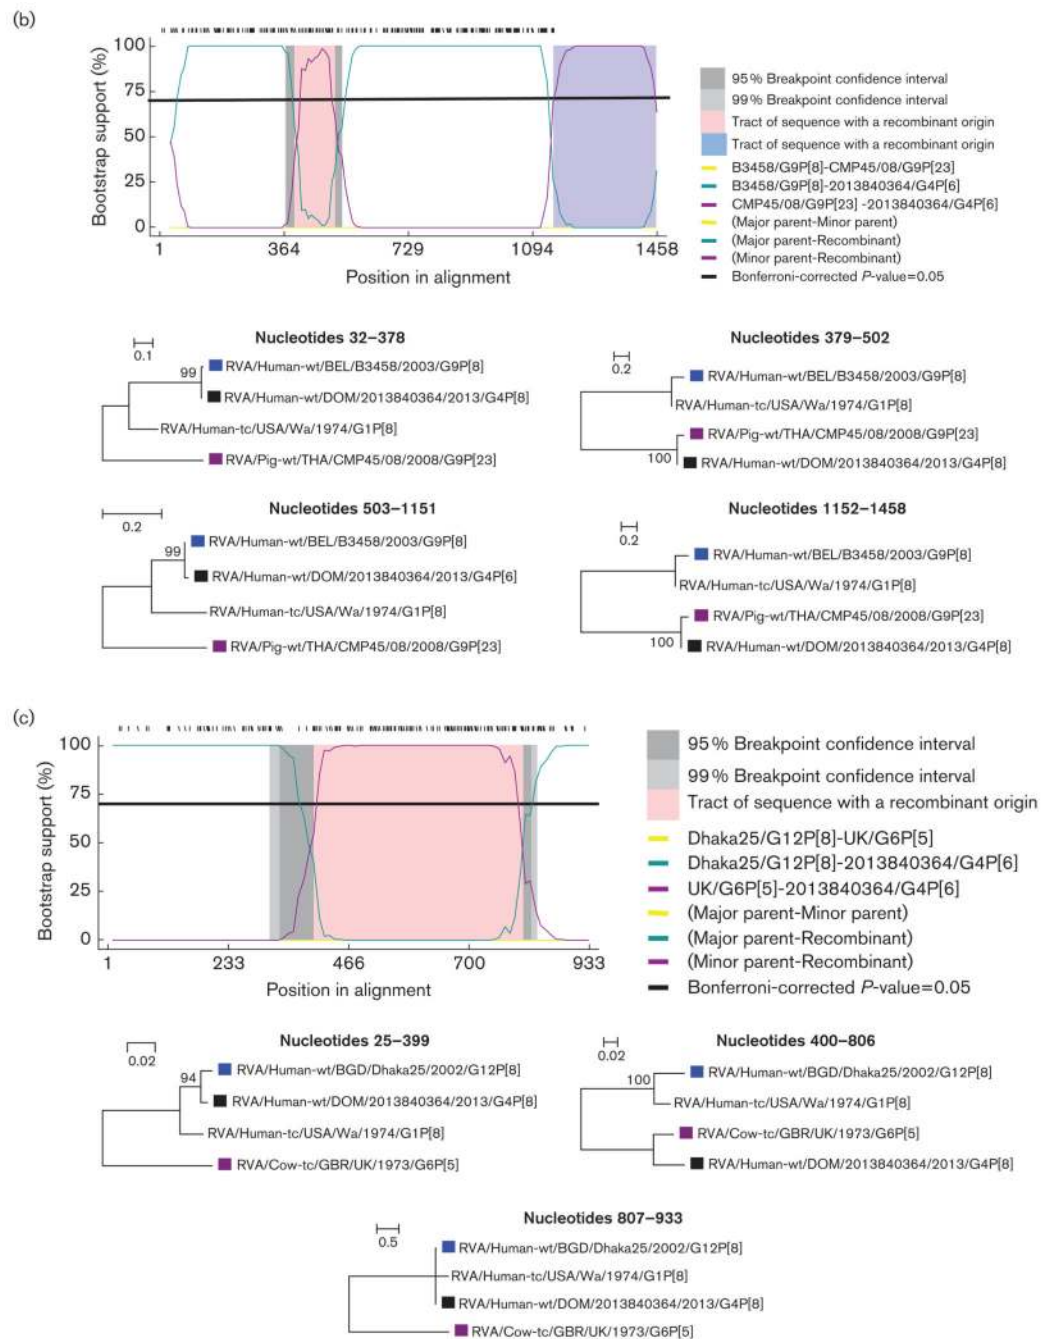 (b)
100
75
50
25
0
Bootstrap support (%)
1
364
729
1094
1458
Position in alignment
95 % Breakpoint confidence interval
99 % Breakpoint confidence interval
Tract of sequence with a recombinant origin
Tract of sequence with a recombinant origin
B3458/G9P[8]-CMP45/08/G9P[23]
B3458/G9P[8]-2013840364/G4P[6]
CMP45/08/G9P[23] -2013840364/G4P[6]
(Major parent-Minor parent)
(Major parent-Recombinant)
(Minor parent-Recombinant)
Bonferroni-corrected P-value=0.05
Nucleotides 32–378
0.1
99
RVA/Human-wt/BEL/B3458/2003/G9P[8]
RVA/Human-wt/DOM/2013840364/2013/G4P[8]
RVA/Human-tc/USA/Wa/1974/G1P[8]
RVA/Pig-wt/THA/CMP45/08/2008/G9P[23]
Nucleotides 379–502
0.2
RVA/Human-wt/BEL/B3458/2003/G9P[8]
RVA/Human-tc/USA/Wa/1974/G1P[8]
RVA/Pig-wt/THA/CMP45/08/2008/G9P[23]
100
RVA/Human-wt/DOM/2013840364/2013/G4P[8]
Nucleotides 503–1151
0.2
99
RVA/Human-wt/BEL/B3458/2003/G9P[8]
RVA/Human-wt/DOM/2013840364/2013/G4P[6]
RVA/Human-tc/USA/Wa/1974/G1P[8]
RVA/Pig-wt/THA/CMP45/08/2008/G9P[23]
Nucleotides 1152–1458
0.2
RVA/Human-wt/BEL/B3458/2003/G9P[8]
RVA/Human-tc/USA/Wa/1974/G1P[8]
RVA/Pig-wt/THA/CMP45/08/2008/G9P[23]
100
RVA/Human-wt/DOM/2013840364/2013/G4P[8]
(c)
100
75
50
25
0
Bootstrap support (%)
1
233
466
700
933
Position in alignment
95 % Breakpoint confidence interval
99 % Breakpoint confidence interval
Tract of sequence with a recombinant origin
Dhaka25/G12P[8]-UK/G6P[5]
Dhaka25/G12P[8]-2013840364/G4P[6]
UK/G6P[5]-2013840364/G4P[6]
(Major parent-Minor parent)
(Major parent-Recombinant)
(Minor parent-Recombinant)
Bonferroni-corrected P-value=0.05
Nucleotides 25–399
0.02
94
RVA/Human-wt/BGD/Dhaka25/2002/G12P[8]
RVA/Human-wt/DOM/2013840364/2013/G4P[8]
RVA/Human-tc/USA/Wa/1974/G1P[8]
RVA/Cow-tc/GBR/UK/1973/G6P[5]
Nucleotides 400–806
0.02
100
RVA/Human-wt/BGD/Dhaka25/2002/G12P[8]
RVA/Human-tc/USA/Wa/1974/G1P[8]
RVA/Cow-tc/GBR/UK/1973/G6P[5]
RVA/Human-wt/DOM/2013840364/2013/G4P[8]
Nucleotides 807–933
0.5
RVA/Human-wt/BGD/Dhaka25/2002/G12P[8]
RVA/Human-tc/USA/Wa/1974/G1P[8]
RVA/Human-wt/DOM/2013840364/2013/G4P[8]
RVA/Cow-tc/GBR/UK/1973/G6P[5]